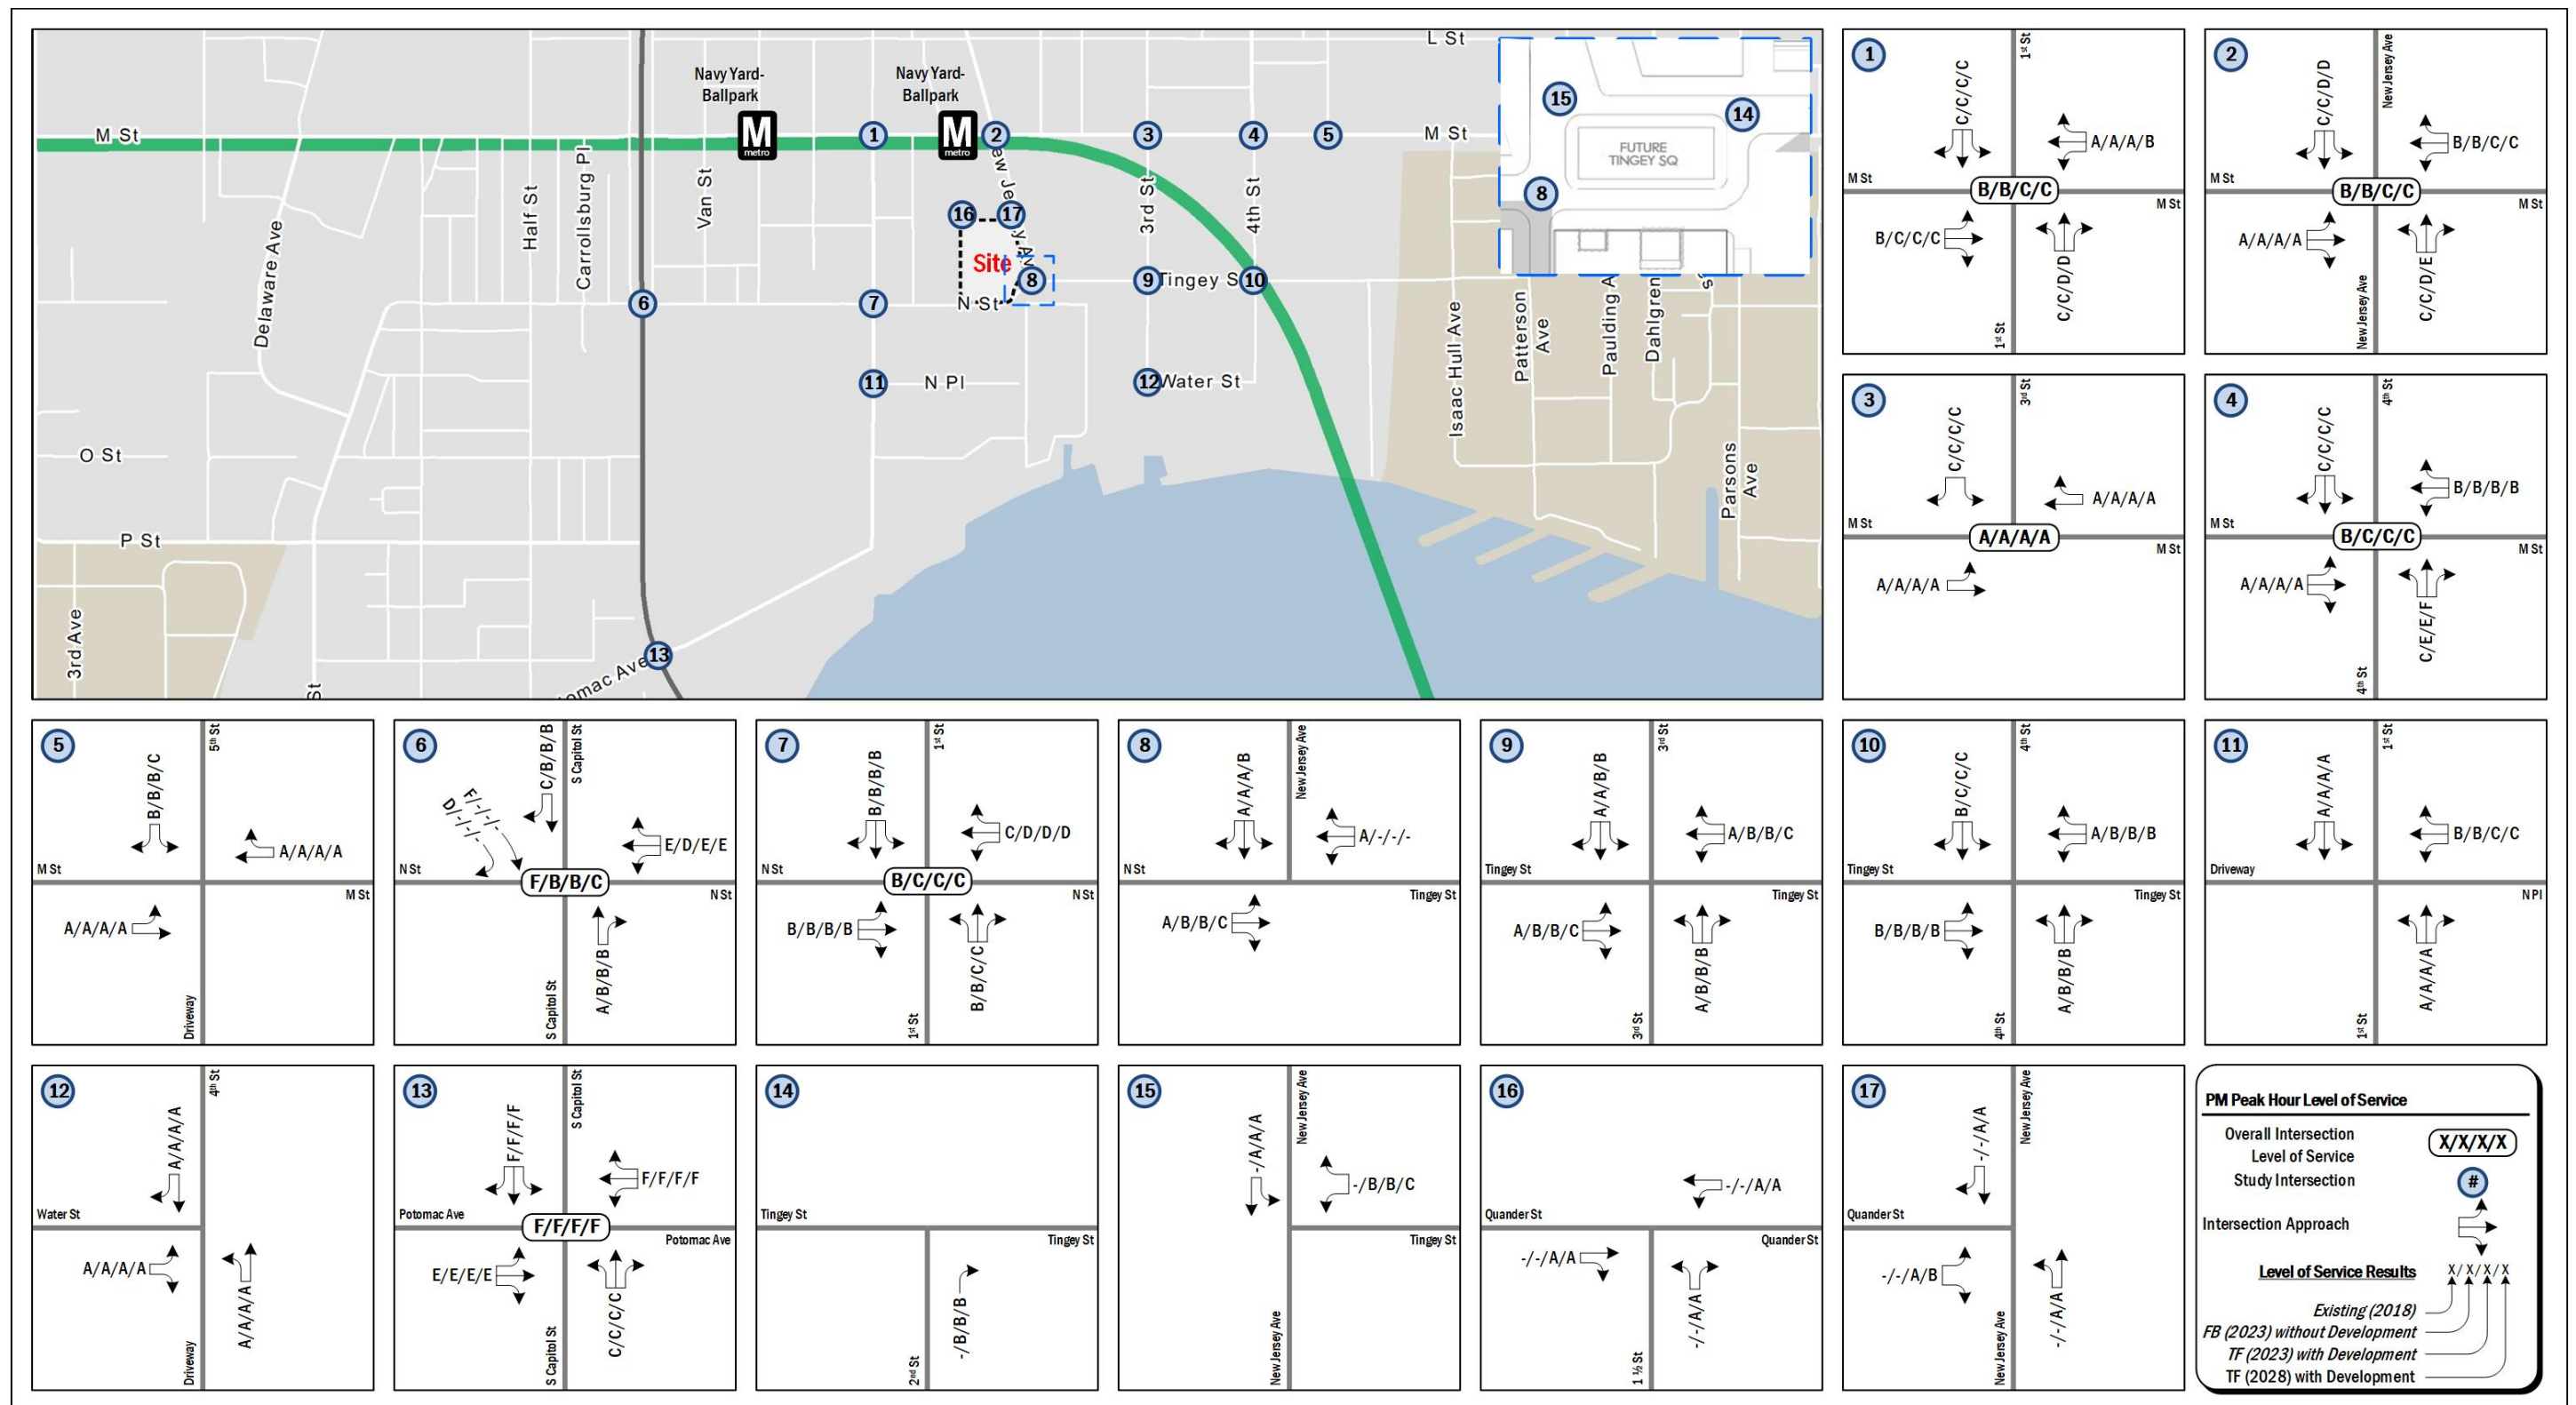 L St
Navy Yard-
Ballpark
Navy Yard-
Ballpark
M St
M
metro
1
M
metro
2
3
4
5
M St
15
14
FUTURE
TINGEY SQ
8
Delaware Ave
Half St
Carrollsburg Pl
Van St
3rd St
4th St
16
17
Site
8
9
Tingey S
10
6
7
N St
11
N Pl
12
Water St
Isaac Hull Ave
Patterson
Ave
Paulding A
Dahlgren
s
Parsons
Ave
O St
P St
3rd Ave
St
13
omac Ave
1
1st St
C/C/C/C
A/A/A/B
M St
B/B/C/C
M St
B/C/C/C
C/C/D/D
1st St
2
New Jersey Ave
C/C/D/D
B/B/C/C
M St
B/B/C/C
M St
A/A/A/A
C/C/D/E
New Jersey Ave
3
3rd St
C/C/C/C
A/A/A/A
M St
A/A/A/A
M St
A/A/A/A
4
4th St
C/C/C/C
B/B/B/B
M St
B/C/C/C
M St
A/A/A/A
C/E/E/F
4th St
5
5th St
B/B/B/C
A/A/A/A
M St
M St
A/A/A/A
Driveway
6
S Capitol St
C/B/B/B
F/-/-/-
D/-/-/-
E/D/E/E
N St
F/B/B/C
N St
A/B/B/B
S Capitol St
7
1st St
B/B/B/B
C/D/D/D
N St
B/C/C/C
N St
B/B/B/B
B/B/C/C
1st St
8
New Jersey Ave
A/A/A/B
A/-/-/-
N St
Tingey St
A/B/B/C
9
3rd St
A/A/B/B
A/B/B/C
Tingey St
Tingey St
A/B/B/C
A/B/B/B
3rd St
10
4th St
B/C/C/C
A/B/B/B
Tingey St
Tingey St
B/B/B/B
A/B/B/B
4th St
11
1st St
A/A/A/A
B/B/C/C
Driveway
N Pl
A/A/A/A
1st St
12
4th St
A/A/A/A
Water St
A/A/A/A
A/A/A/A
Driveway
13
S Capitol St
F/F/F/F
F/F/F/F
Potomac Ave
F/F/F/F
Potomac Ave
E/E/E/E
C/C/C/C
S Capitol St
14
Tingey St
Tingey St
-/B/B/B
2nd St
15
New Jersey Ave
-/A/A/A
-/B/B/C
Tingey St
New Jersey Ave
16
-/-/A/A
Quander St
Quander St
-/-/A/A
-/-/A/A
1 ½ St
17
New Jersey Ave
-/-/A/A
Quander St
-/-/A/B
-/-/A/A
New Jersey Ave
PM Peak Hour Level of Service
Overall Intersection
Level of Service
X/X/X/X
Study Intersection
#
Intersection Approach
Level of Service Results
X/X/X/X
Existing (2018)
FB (2023) without Development
TF (2023) with Development
TF (2028) with Development